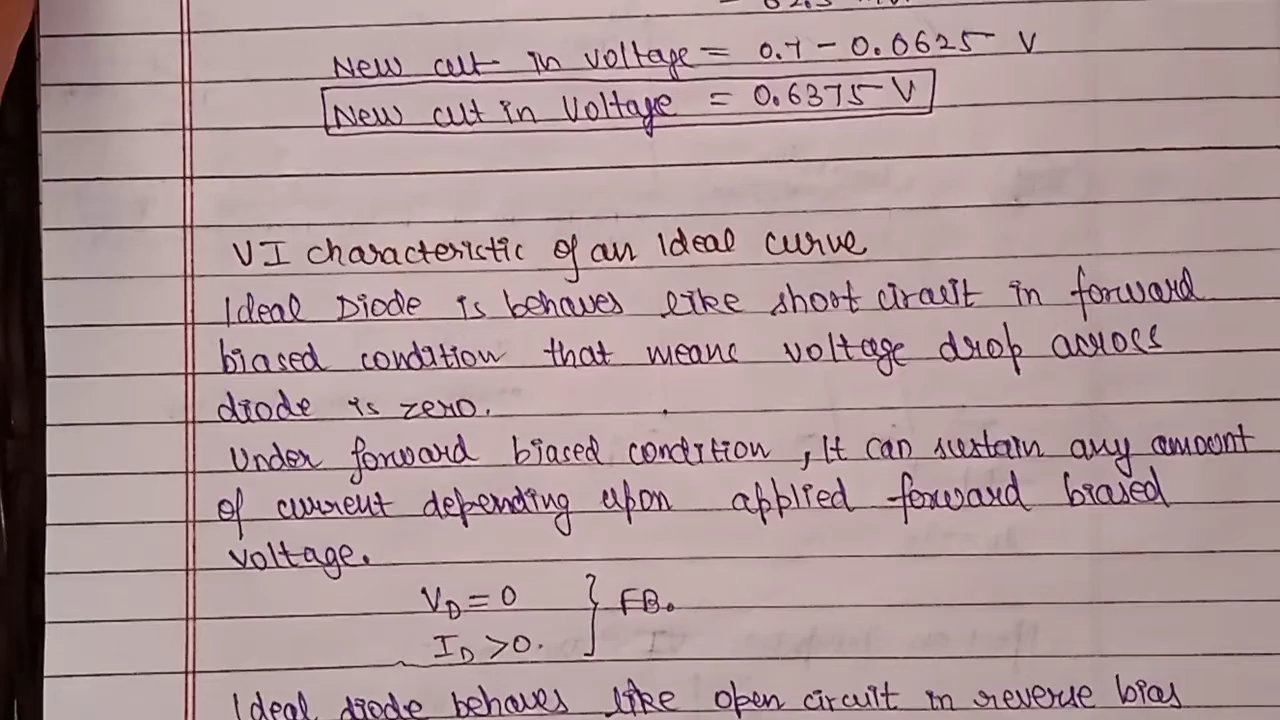 New cut in voltage = 0.7 - 0.0625 V
New cut in Voltage = 0.6375 V
VI characteristic of an Ideal curve
Ideal Diode is behaves like short circuit in forward
biased condition that means voltage drop across
diode is zero.
Under forward biased condition, It can sustain any amount
of current depending upon applied forward biased
voltage.
V_D = 0 } FB.
I_D > 0.
Ideal diode behaves like open circuit in reverse bias